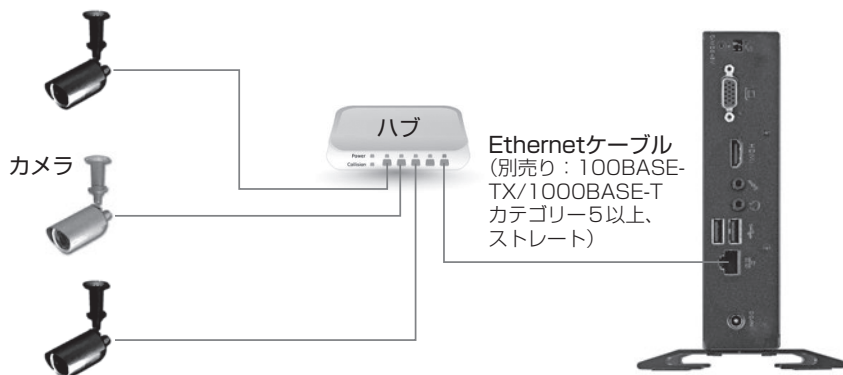 ハブ
Power
Collision
カメラ
Ethernetケーブル
(別売り：100BASE-
TX/1000BASE-T
カテゴリー5以上、
ストレート)